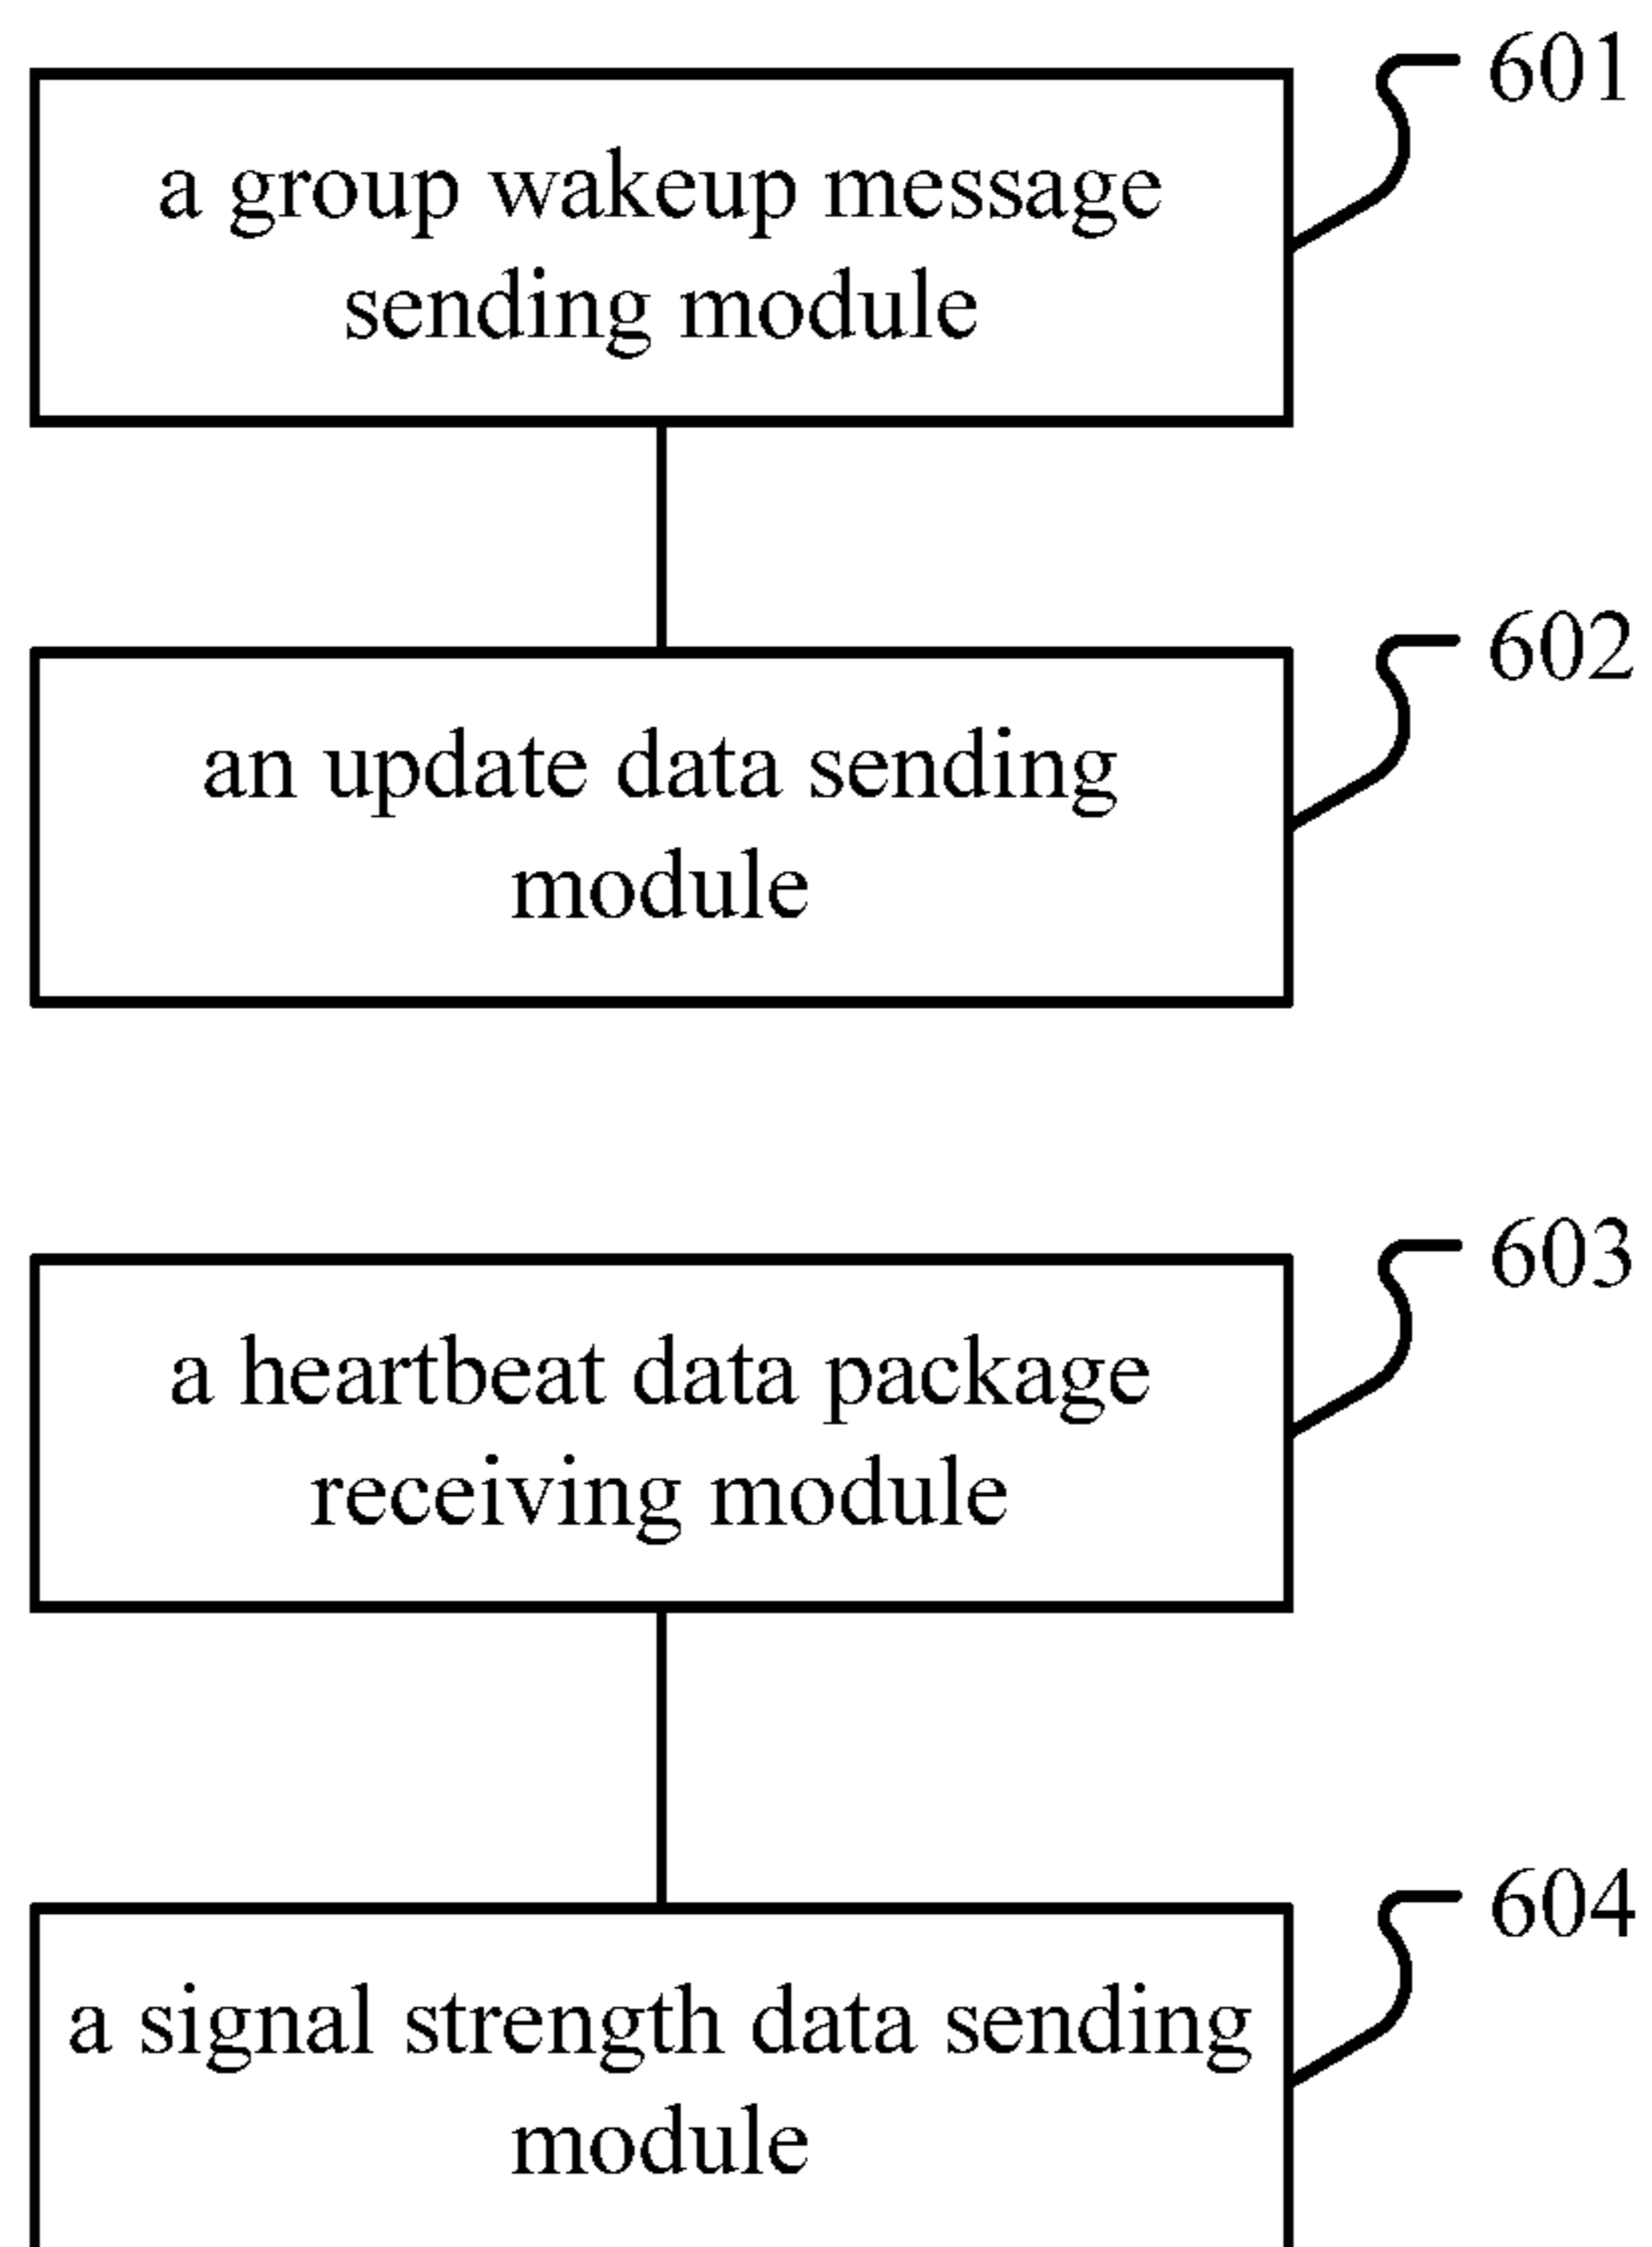 601
a group wakeup message
sending module
602
an update data sending
module
603
a heartbeat data package
receiving module
604
a signal strength data sending
module